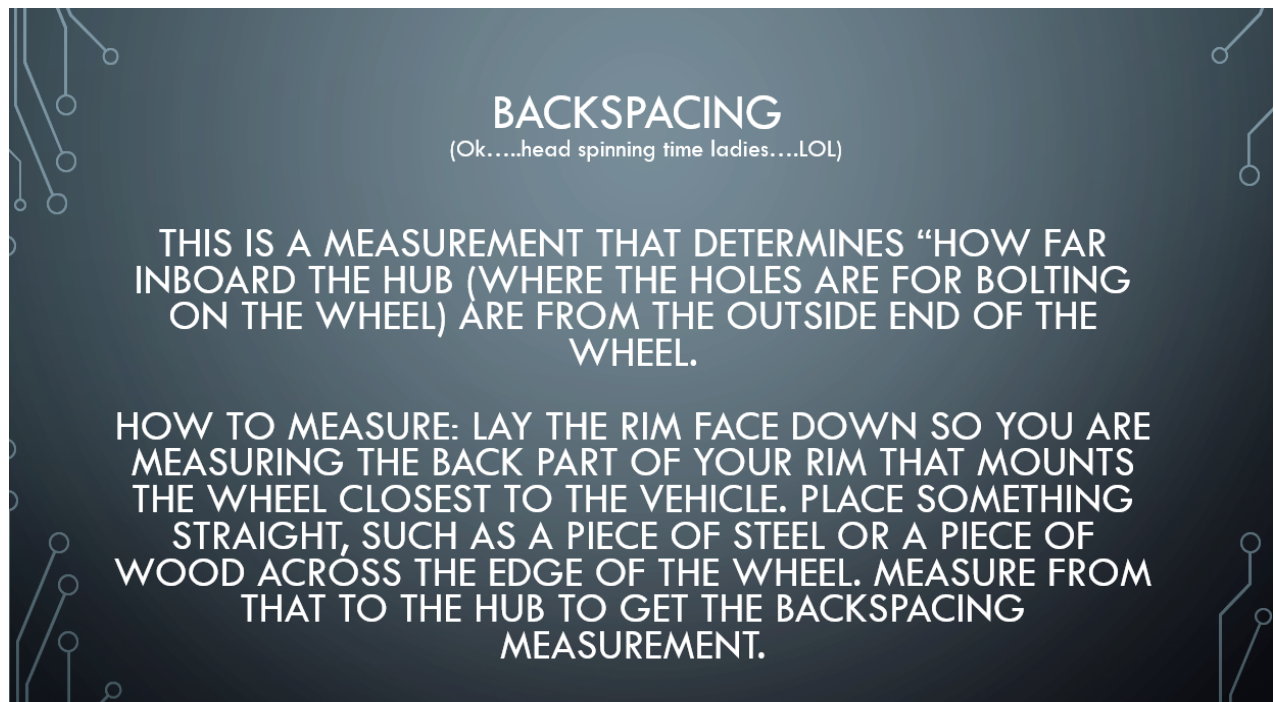 BACKSPACING
(Ok.....head spinning time ladies....LOL)
THIS IS A MEASUREMENT THAT DETERMINES “HOW FAR
INBOARD THE HUB (WHERE THE HOLES ARE FOR BOLTING
ON THE WHEEL) ARE FROM THE OUTSIDE END OF THE
WHEEL.
HOW TO MEASURE: LAY THE RIM FACE DOWN SO YOU ARE
MEASURING THE BACK PART OF YOUR RIM THAT MOUNTS
THE WHEEL CLOSEST TO THE VEHICLE. PLACE SOMETHING
STRAIGHT, SUCH AS A PIECE OF STEEL OR A PIECE OF
WOOD ACROSS THE EDGE OF THE WHEEL. MEASURE FROM
THAT TO THE HUB TO GET THE BACKSPACING
MEASUREMENT.